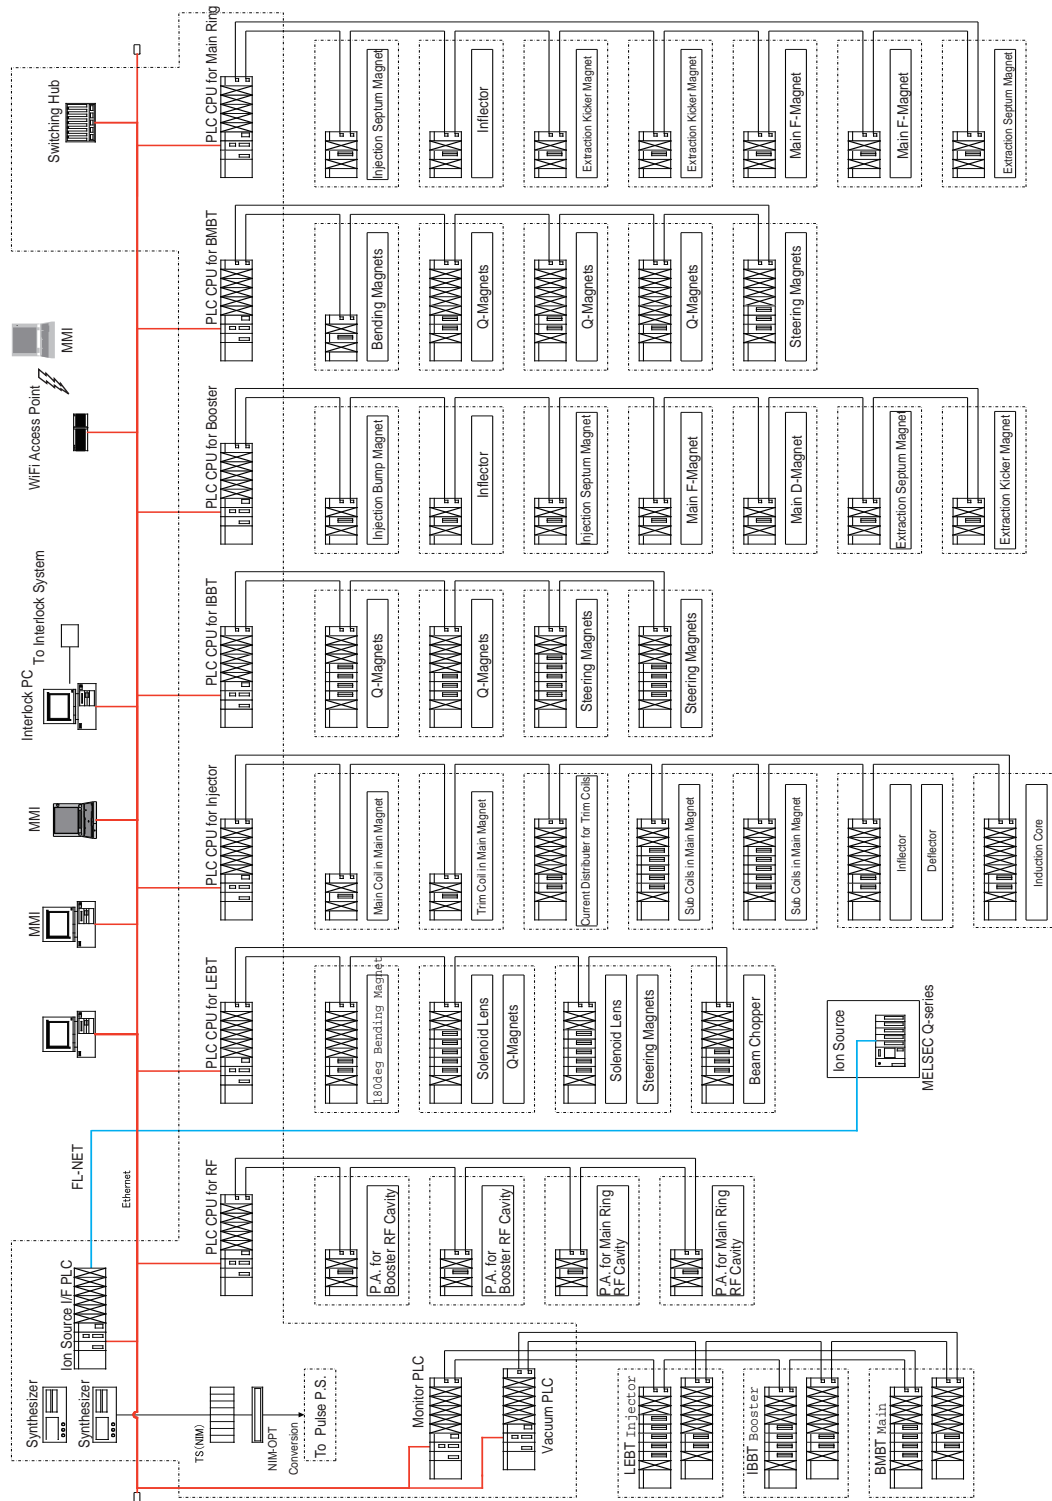 Synthesizer
Synthesizer
TS(NIM)
NIM-OPT
Conversion
To Pulse P.S.
Ion Source I/F PLC
FL-NET
Ethernet
MMI
MMI
Interlock PC
To Interlock System
WiFi Access Point
MMI
Switching Hub
Monitor PLC
Vacuum PLC
LEBT Injector
IBBT Booster
BMBT Main
PLC CPU for RF
P.A. for
Booster RF Cavity
P.A. for
Booster RF Cavity
P.A. for Main Ring
RF Cavity
P.A. for Main Ring
RF Cavity
PLC CPU for LEBT
180deg Bending Magnet
Solenoid Lens
Q-Magnets
Solenoid Lens
Steering Magnets
Beam Chopper
Ion Source
MELSEC Q-series
PLC CPU for Injector
Main Coil in Main Magnet
Trim Coil in Main Magnet
Current Distributer for Trim Coils
Sub Coils in Main Magnet
Sub Coils in Main Magnet
Inflector
Deflector
Induction Core
PLC CPU for IBBT
Q-Magnets
Q-Magnets
Steering Magnets
Steering Magnets
PLC CPU for Booster
Injection Bump Magnet
Inflector
Injection Septum Magnet
Main F-Magnet
Main D-Magnet
Extraction Septum Magnet
Extraction Kicker Magnet
PLC CPU for BMBT
Bending Magnets
Q-Magnets
Q-Magnets
Q-Magnets
Steering Magnets
PLC CPU for Main Ring
Injection Septum Magnet
Inflector
Extraction Kicker Magnet
Extraction Kicker Magnet
Main F-Magnet
Main F-Magnet
Extraction Septum Magnet